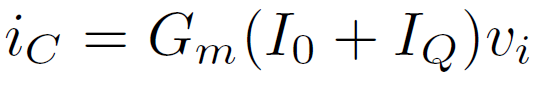 i_C = G_m(I_0 + I_Q)v_i